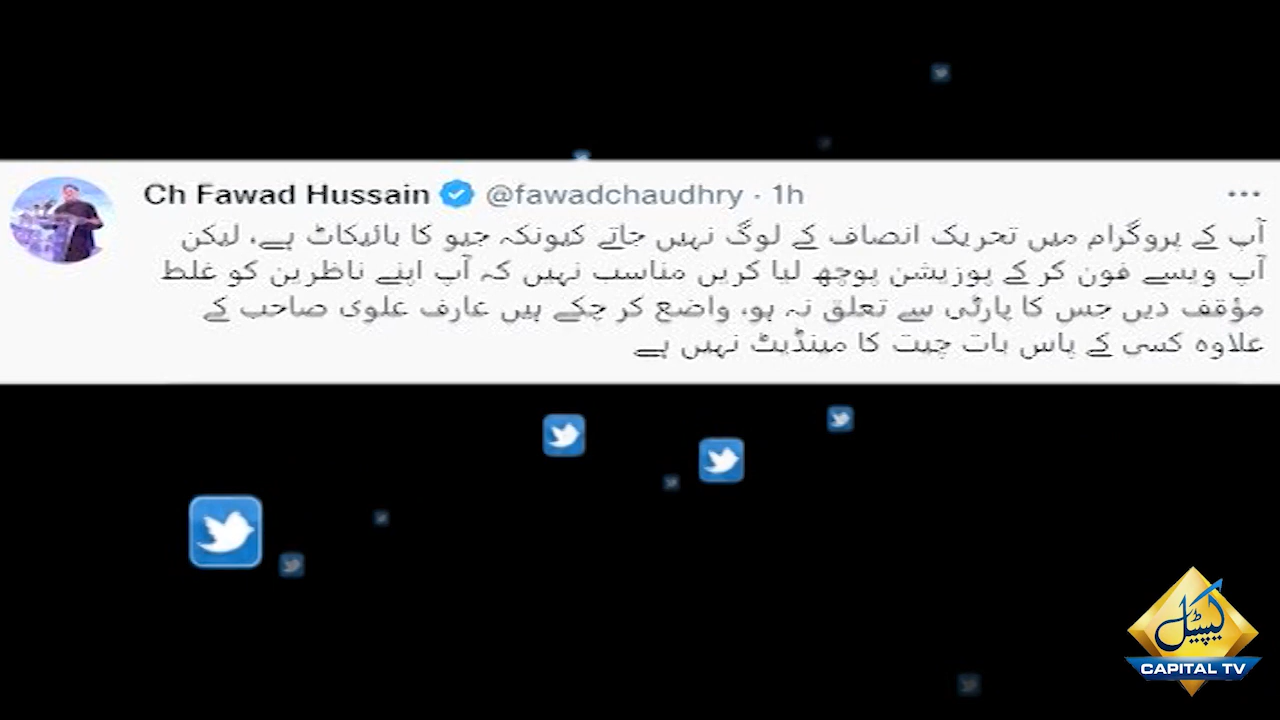 Ch Fawad Hussain @fawadchaudhry · 1h
آپ کے پروگرام میں تحریک انصاف کے لوگ نہیں جاتے کیونکہ جیو کا بائیکاٹ ہے، لیکن
آپ ویسے فون کر کے پوزیشن پوچھ لیا کریں مناسب نہیں کہ آپ اپنے ناظرین کو غلط
مؤقف دیں جس کا پارٹی سے تعلق نہ ہو، واضع کر چکے ہیں عارف علوی صاحب کے
علاوہ کسی کے پاس بات چیت کا مینڈیٹ نہیں ہے
کیپیٹل
CAPITAL TV